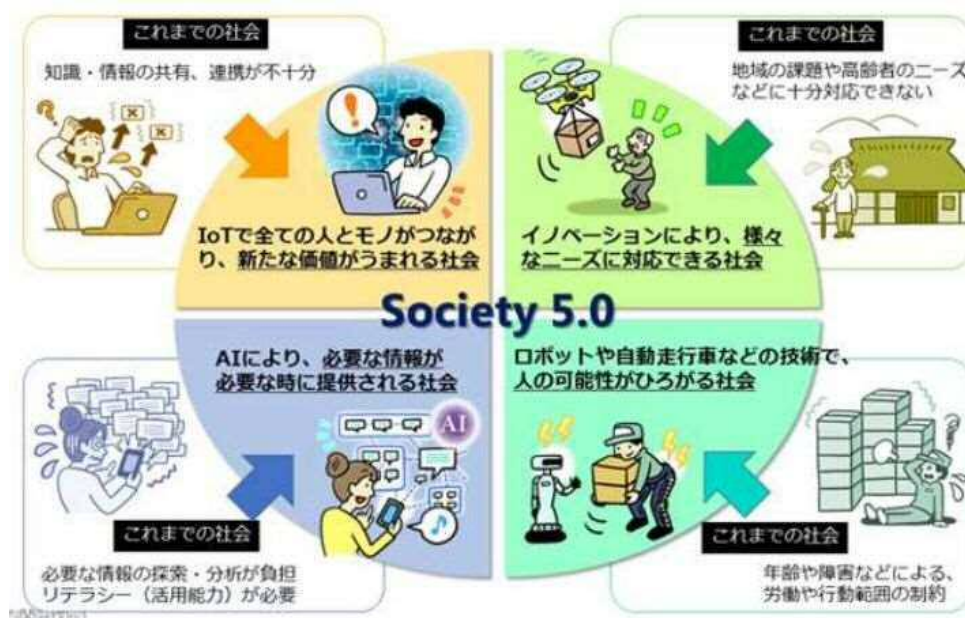 これまでの社会
知識・情報の共有、連携が不十分
IoTで全ての人とモノがつなが
り、新たな価値がうまれる社会
これまでの社会
地域の課題や高齢者のニーズ
などに十分対応できない
イノベーションにより、様々
なニーズに対応できる社会
Society 5.0
AIにより、必要な情報が
必要な時に提供される社会
AI
これまでの社会
必要な情報の探索・分析が負担
リテラシー（活用能力）が必要
ロボットや自動走行車などの技術で、
人の可能性がひろがる社会
これまでの社会
年齢や障害などによる、
労働や行動範囲の制約